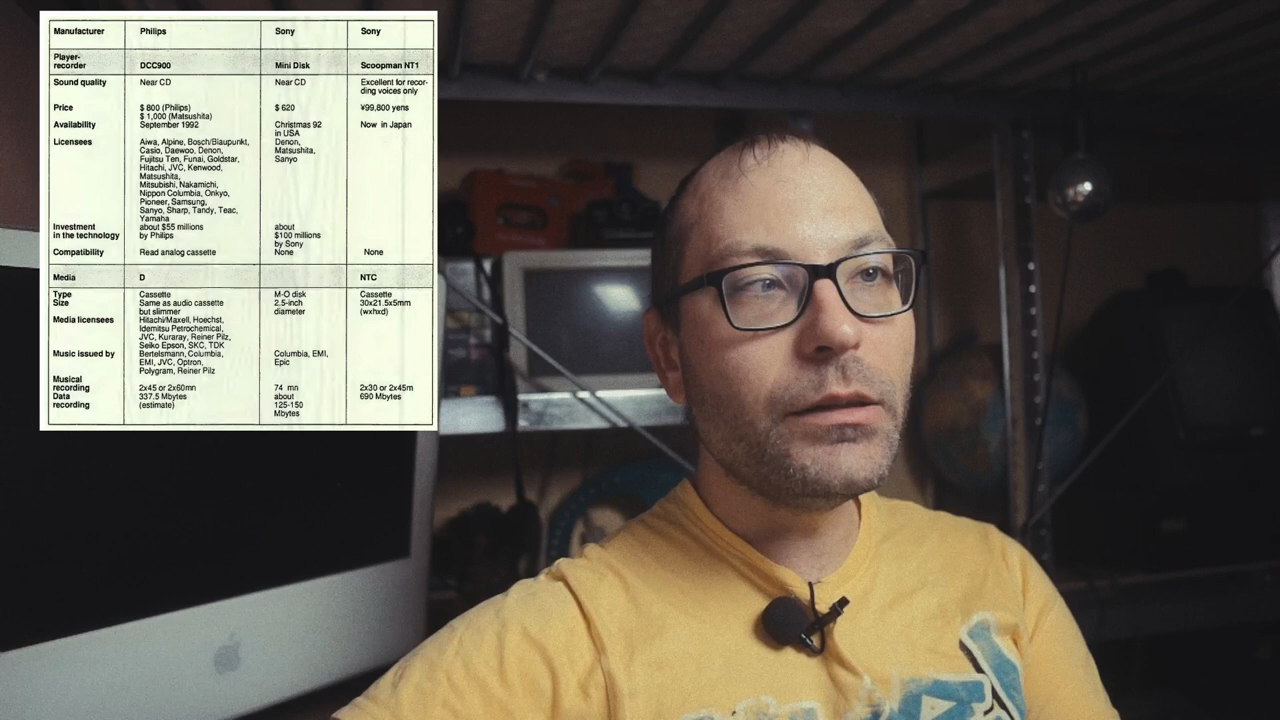 Manufacturer Philips Sony Sony
Player-
recorder DCC900 Mini Disk Scoopman NT1
Sound quality Near CD Near CD Excellent for recor-
ding voices only
Price $ 800 (Philips) $ 620 ¥99,800 yens
$ 1,000 (Matsushita)
Availability September 1992 Christmas 92 Now in Japan
in USA
Licensees Aiwa, Alpine, Bosch/Blaupunkt, Denon,
Casio, Daewoo, Denon, Matsushita,
Fujitsu Ten, Funai, Goldstar, Sanyo
Hitachi, JVC, Kenwood,
Matsushita,
Mitsubishi, Nakamichi,
Nippon Columbia, Onkyo,
Pioneer, Samsung,
Sanyo, Sharp, Tandy, Teac,
Yamaha
Investment about $55 millions about
in the technology by Philips $100 millions
by Sony
Compatibility Read analog cassette None None
Media D NTC
Type Cassette M-O disk Cassette
Size Same as audio cassette 2.5-inch 30x21.5x5mm
but slimmer diameter (wxhxd)
Media licensees Hitachi/Maxell, Hoechst,
Idemitsu Petrochemical,
JVC, Kuraray, Reiner Pilz,
Seiko Epson, SKC, TDK
Music issued by Bertelsmann, Columbia, Columbia, EMI,
EMI, JVC, Optron, Epic
Polygram, Reiner Pilz
Musical
recording 2x45 or 2x60mn 74 mn 2x30 or 2x45m
Data 337.5 Mbytes about 690 Mbytes
recording (estimate) 125-150
Mbytes